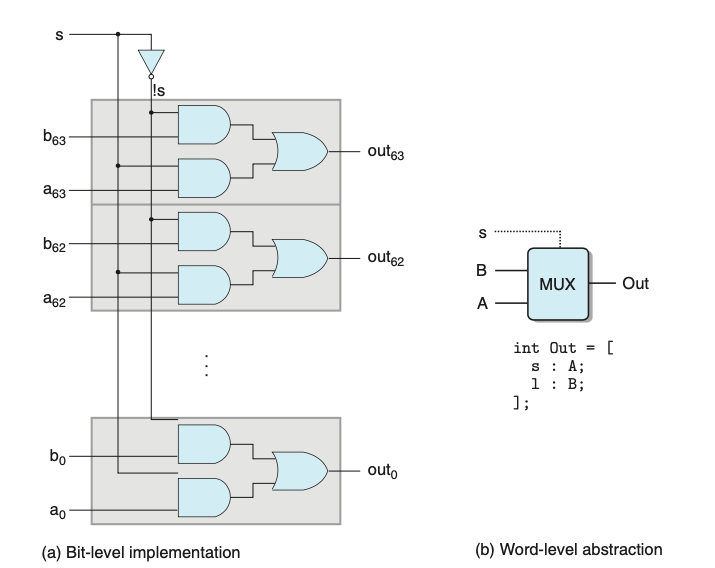 s
!s
b63
a63
out63
b62
a62
out62
⋮
b0
a0
out0
(a) Bit-level implementation
s
B
A
MUX
Out
int Out = [
s : A;
1 : B;
];
(b) Word-level abstraction